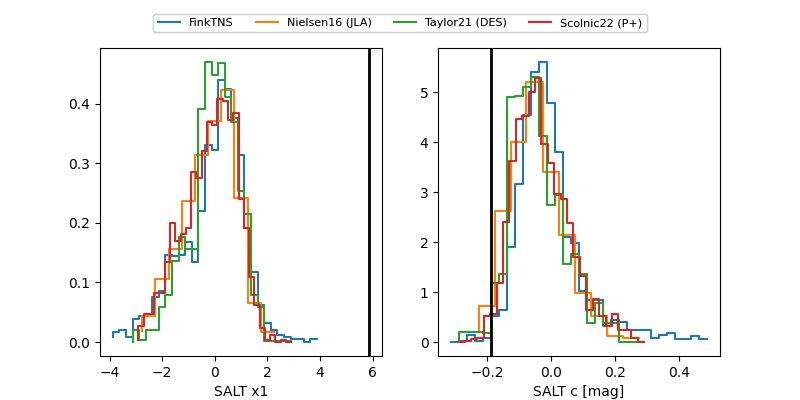 FinkTNS Nielsen16 (JLA) Taylor21 (DES) Scolnic22 (P+)
0.4
0.3
0.2
0.1
0.0
−4 −2 0 2 4 6
SALT x1
5
4
3
2
1
0
−0.2 0.0 0.2 0.4
SALT c [mag]